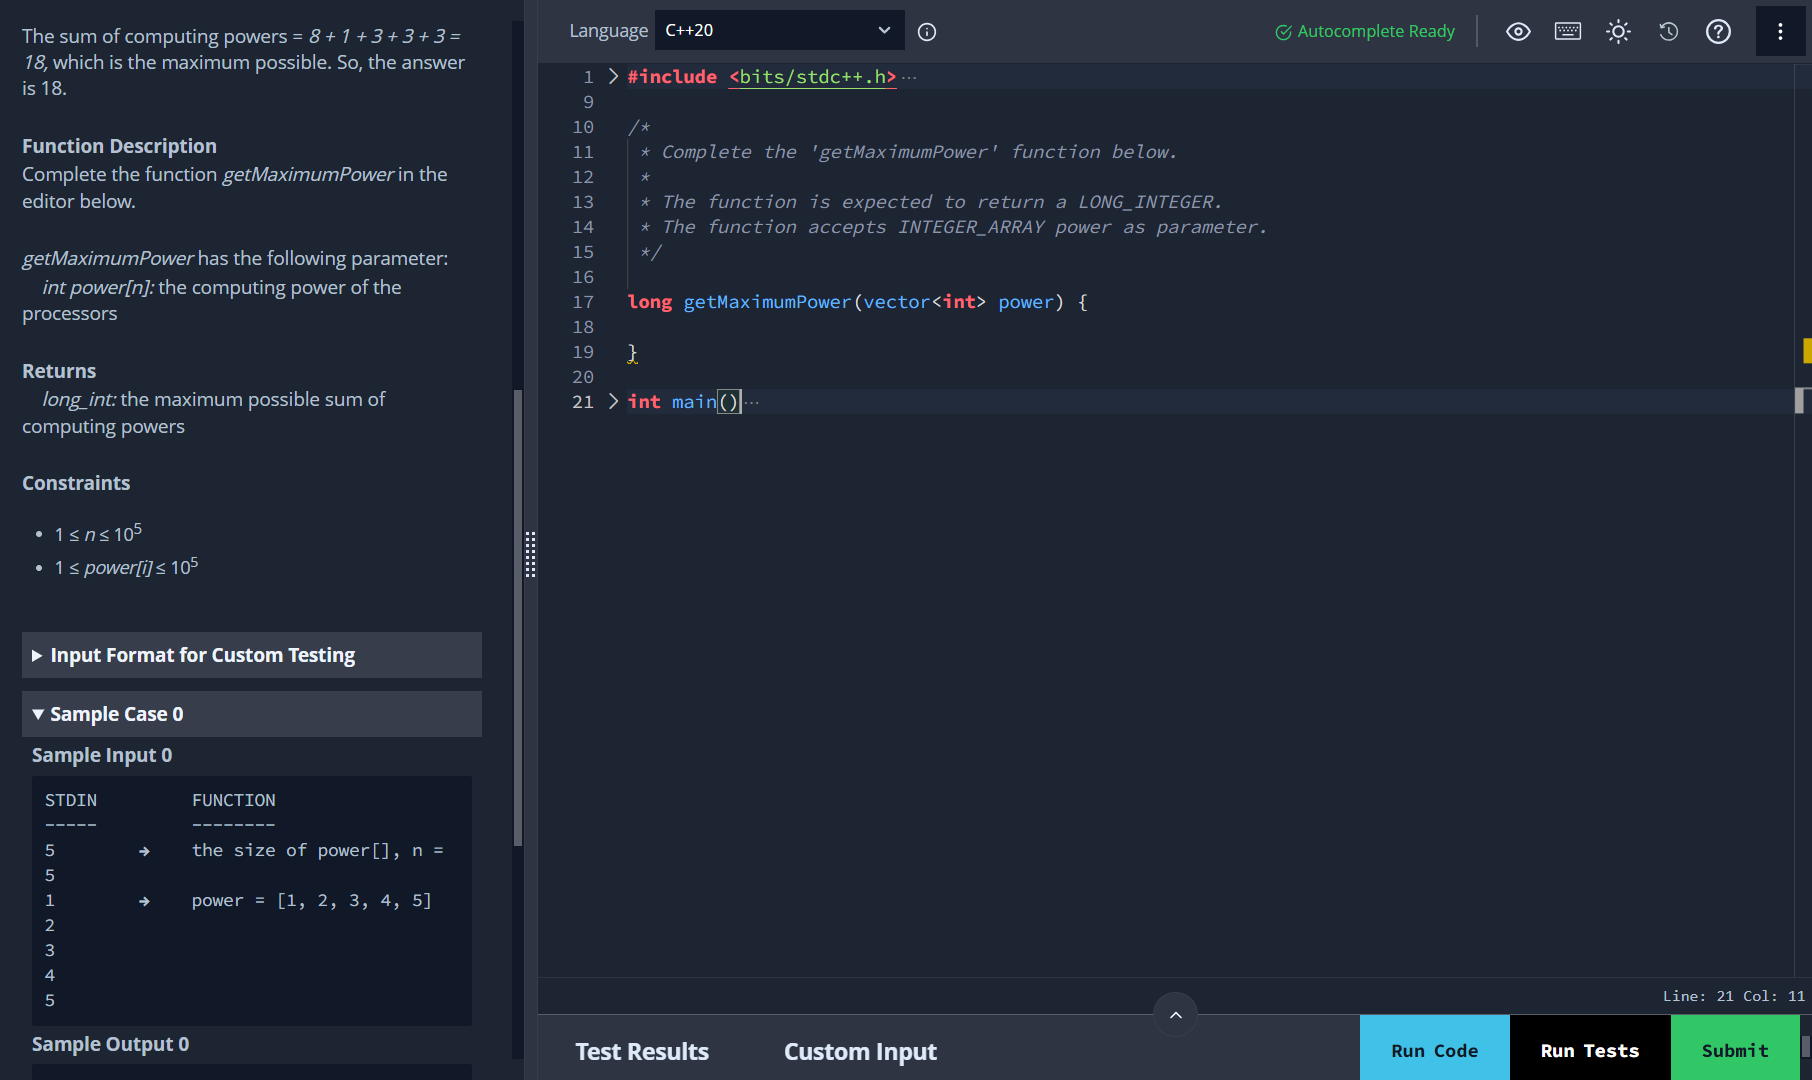 The sum of computing powers = 8 + 1 + 3 + 3 + 3 =
18, which is the maximum possible. So, the answer
is 18.
Function Description
Complete the function getMaximumPower in the
editor below.
getMaximumPower has the following parameter:
int power[n]: the computing power of the
processors
Returns
long_int: the maximum possible sum of
computing powers
Constraints
• 1 ≤ n ≤ 10^5
• 1 ≤ power[i] ≤ 10^5
Input Format for Custom Testing
Sample Case 0
Sample Input 0
STDIN FUNCTION
----- --------
5 → the size of power[], n =
5
1 → power = [1, 2, 3, 4, 5]
2
3
4
5
Sample Output 0
Language C++20 Autocomplete Ready
1 #include <bits/stdc++.h> ···
9
10 /*
11 * Complete the 'getMaximumPower' function below.
12 *
13 * The function is expected to return a LONG_INTEGER.
14 * The function accepts INTEGER_ARRAY power as parameter.
15 */
16
17 long getMaximumPower(vector<int> power) {
18
19 }
20
21 int main() ···
Line: 21 Col: 11
Test Results Custom Input Run Code Run Tests Submit